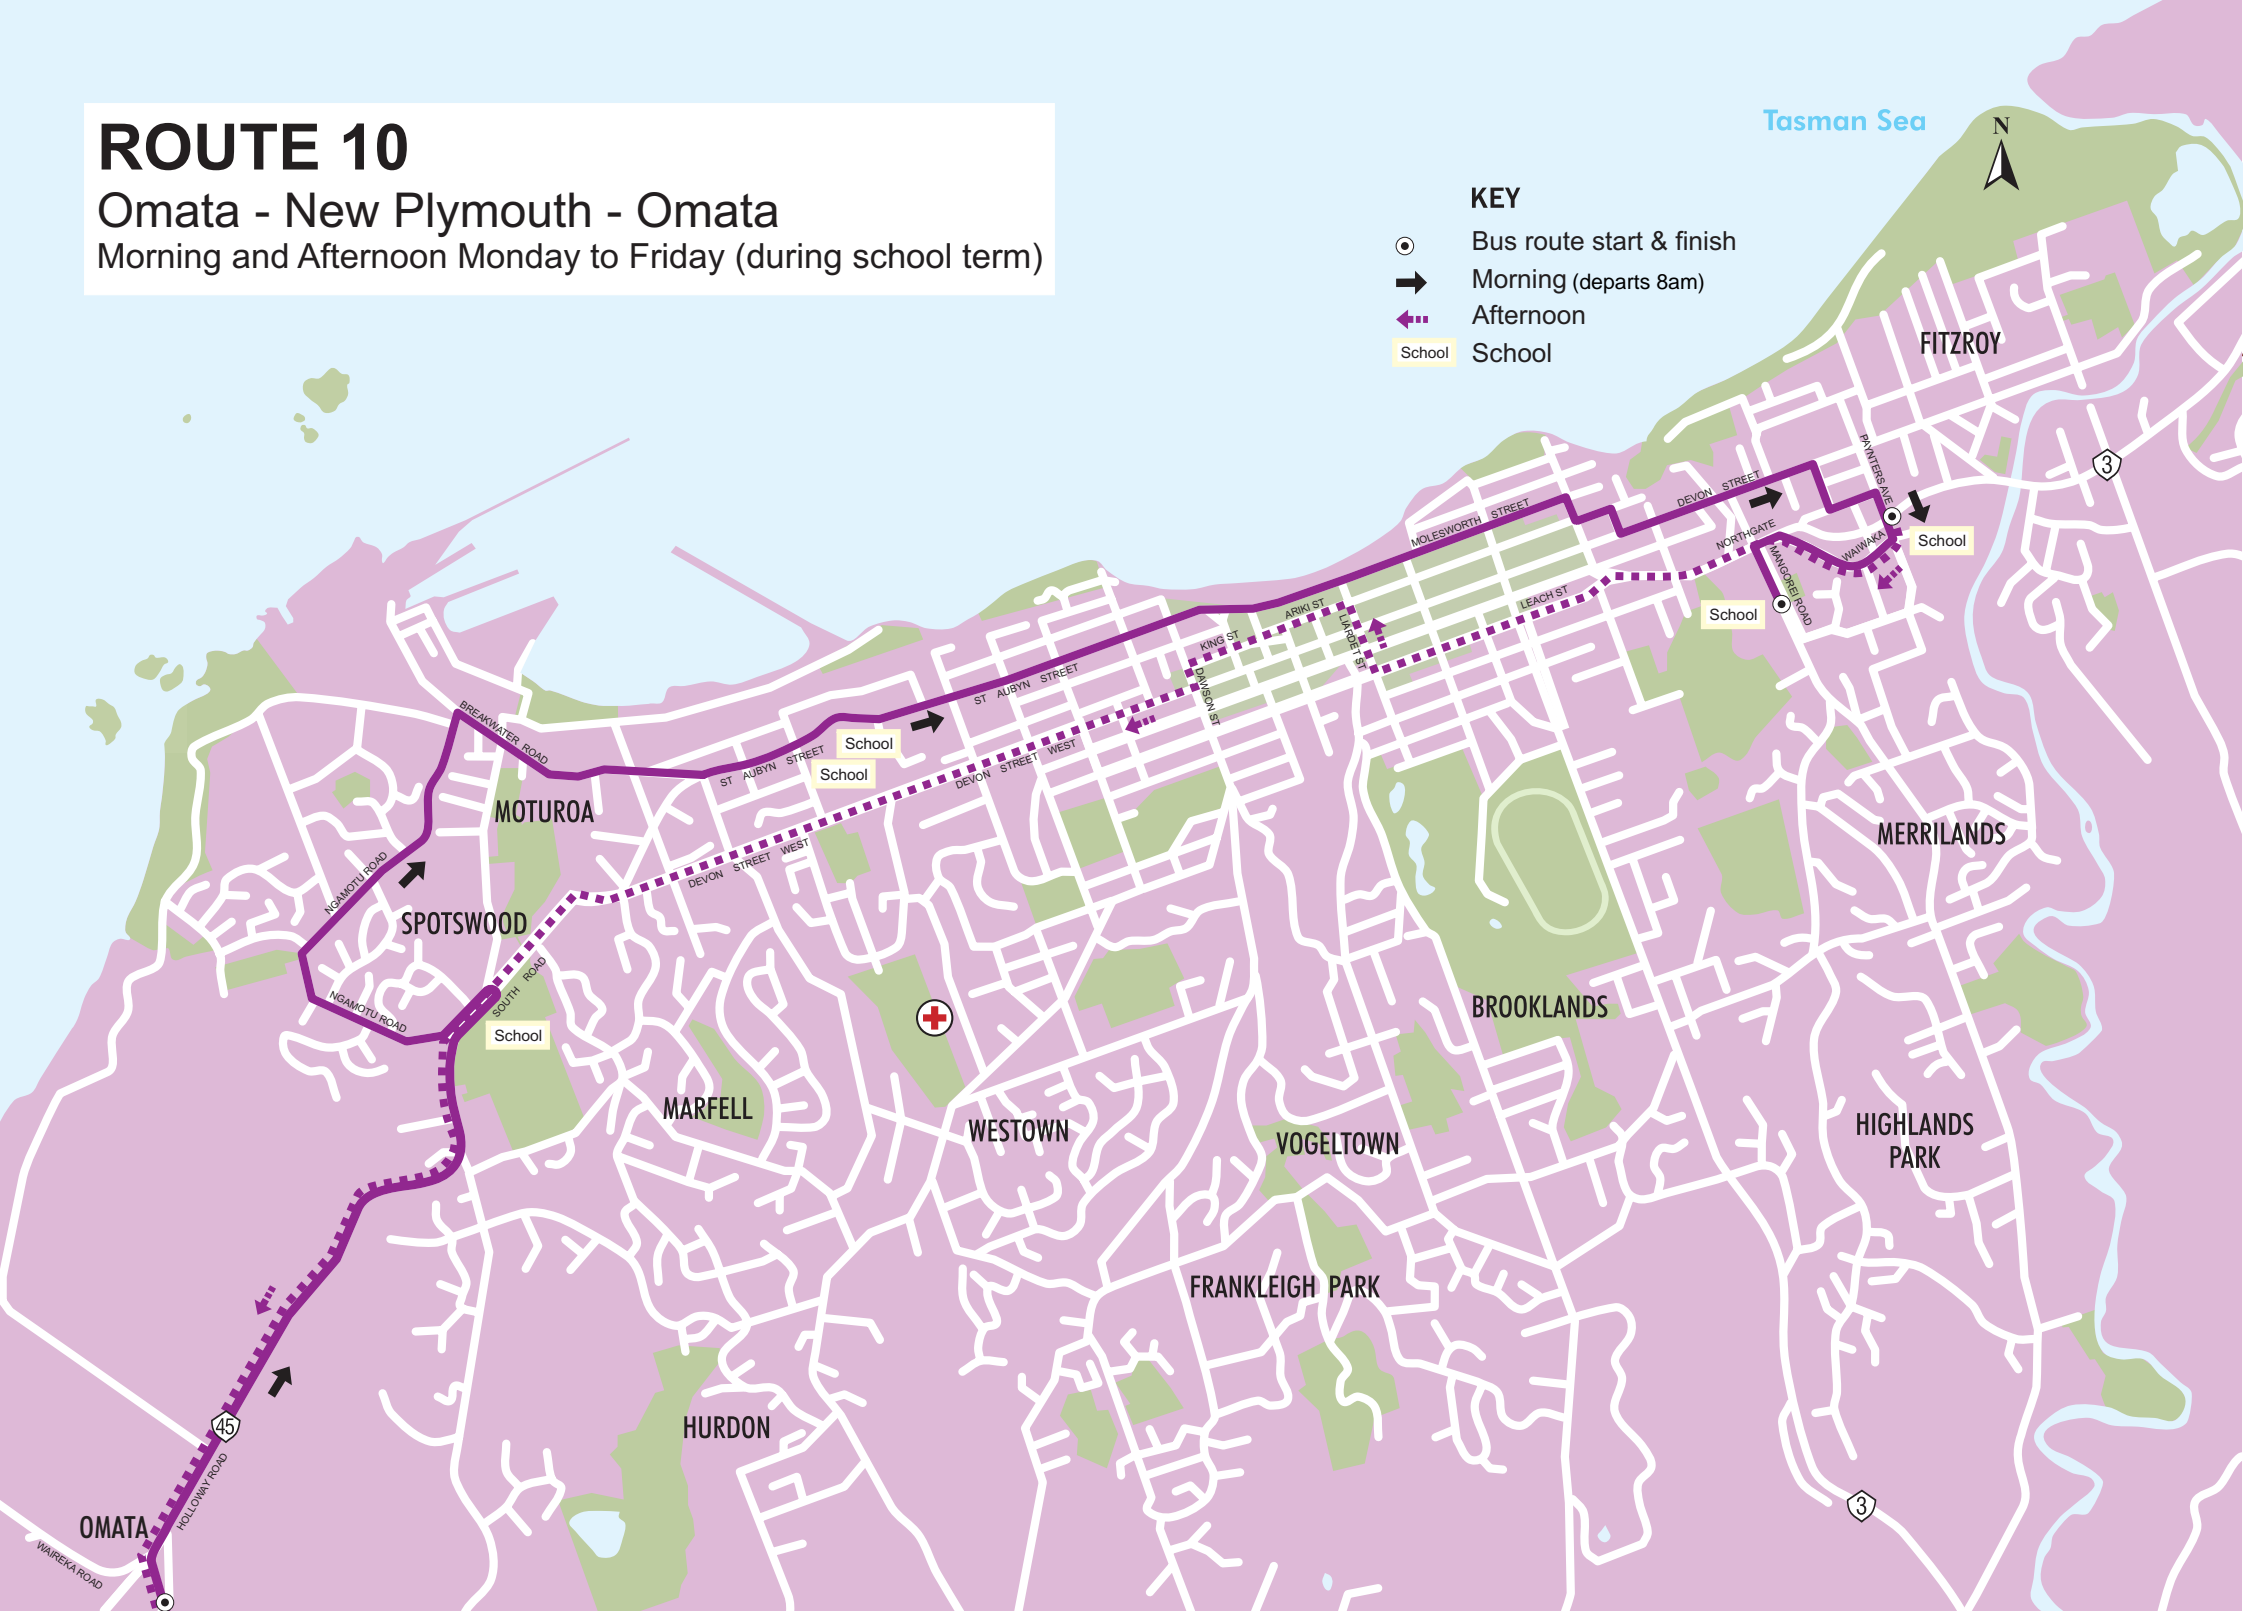 ROUTE 10
Omata - New Plymouth - Omata
Morning and Afternoon Monday to Friday (during school term)
Tasman Sea
N
KEY
Bus route start & finish
Morning (departs 8am)
Afternoon
School School
FITZROY
3
PAYNTERS AVE
DEVON STREET
MOLESWORTH STREET
NORTHGATE
WAIWAKA
School
MANGOREI ROAD
School
LEACH ST
ARIKI ST
LIARDET ST
KING ST
DAWSON ST
ST AUBYN STREET
BREAKWATER ROAD
School
ST AUBYN STREET
School
DEVON STREET WEST
MOTUROA
MERRILANDS
DEVON STREET WEST
NGAMOTU ROAD
SPOTSWOOD
SOUTH ROAD
NGAMOTU ROAD
School
BROOKLANDS
MARFELL
WESTOWN
VOGELTOWN
HIGHLANDS
PARK
FRANKLEIGH PARK
HURDON
45
HOLLOWAY ROAD
3
OMATA
WAIREKA ROAD